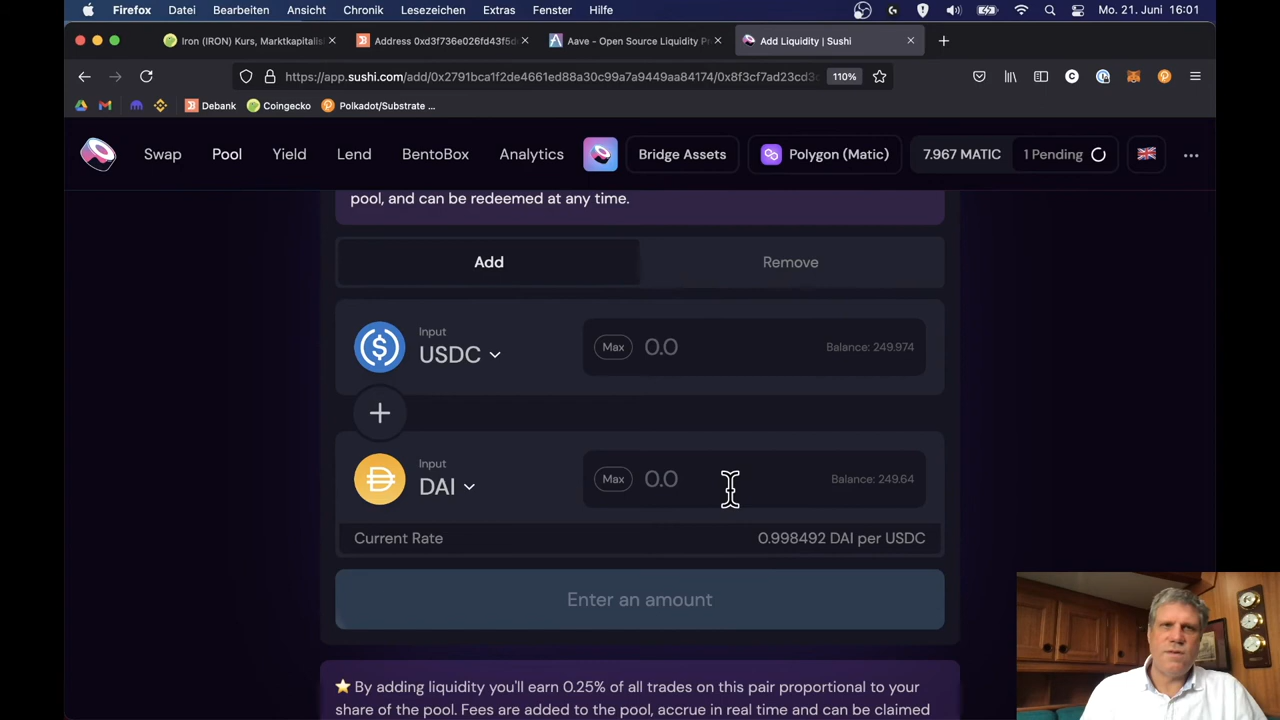 Firefox Datei Bearbeiten Ansicht Chronik Lesezeichen Extras Fenster Hilfe Mo. 21. Juni 16:01
Iron (IRON) Kurs, Marktkapitalis Address 0xd3f736e026fd43f5d Aave - Open Source Liquidity Pr Add Liquidity | Sushi
https://app.sushi.com/add/0x2791bca1f2de4661ed88a30c99a7a9449aa84174/0x8f3cf7ad23cd3c 110%
Debank Coingecko Polkadot/Substrate ...
Swap Pool Yield Lend BentoBox Analytics Bridge Assets Polygon (Matic) 7.967 MATIC 1 Pending
pool, and can be redeemed at any time.
Add Remove
Input
USDC Max 0.0 Balance: 249.974
Input
DAI Max 0.0 Balance: 249.64
Current Rate 0.998492 DAI per USDC
Enter an amount
By adding liquidity you'll earn 0.25% of all trades on this pair proportional to your
share of the pool. Fees are added to the pool, accrue in real time and can be claimed